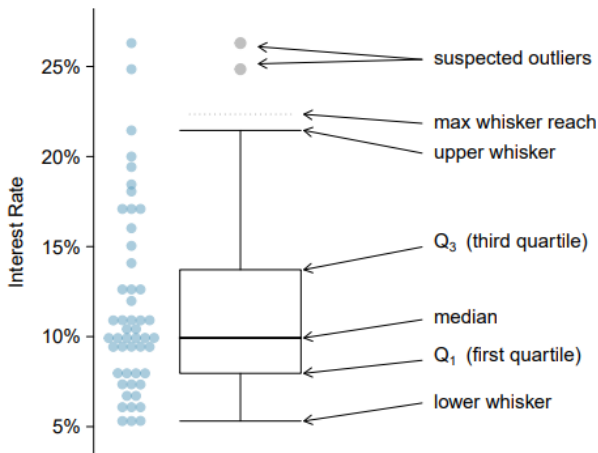 Interest Rate
25%
20%
15%
10%
5%
suspected outliers
max whisker reach
upper whisker
Q₃ (third quartile)
median
Q₁ (first quartile)
lower whisker